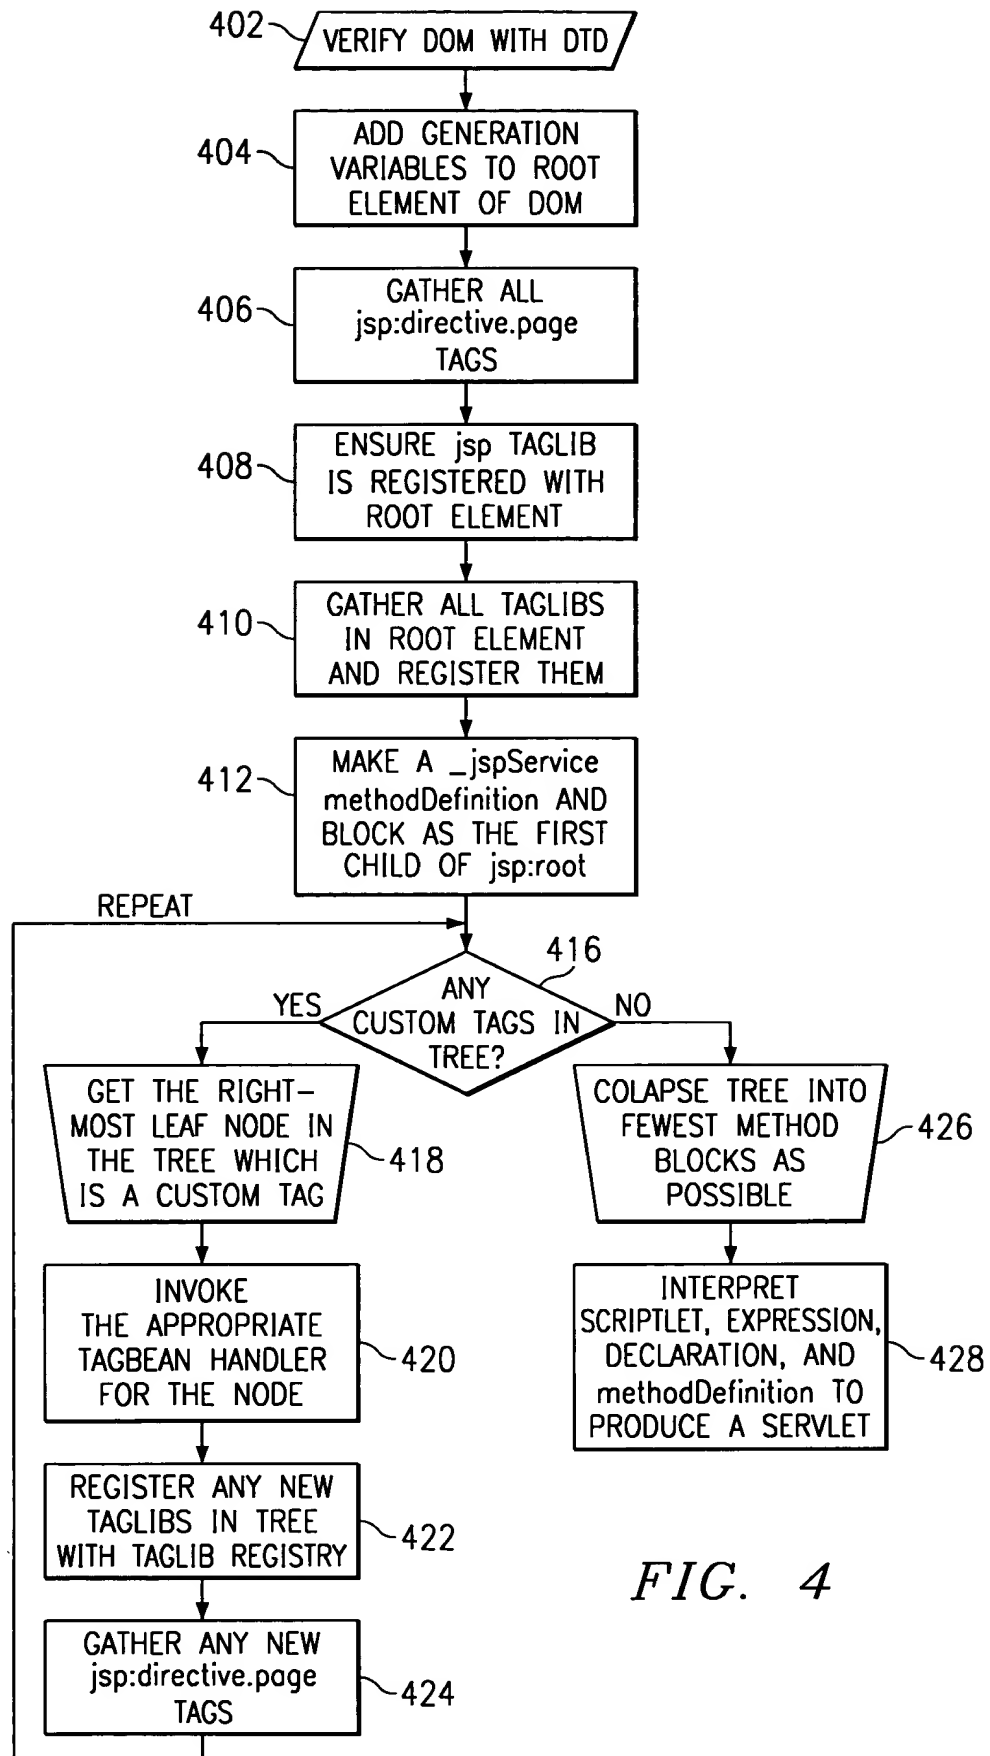 402
VERIFY DOM WITH DTD
404
ADD GENERATION
VARIABLES TO ROOT
ELEMENT OF DOM
406
GATHER ALL
jsp:directive.page
TAGS
408
ENSURE jsp TAGLIB
IS REGISTERED WITH
ROOT ELEMENT
410
GATHER ALL TAGLIBS
IN ROOT ELEMENT
AND REGISTER THEM
412
MAKE A _jspService
methodDefinition AND
BLOCK AS THE FIRST
CHILD OF jsp:root
REPEAT
416
ANY
CUSTOM TAGS IN
TREE?
YES
NO
GET THE RIGHT-
MOST LEAF NODE IN
THE TREE WHICH
IS A CUSTOM TAG
418
COLAPSE TREE INTO
FEWEST METHOD
BLOCKS AS
POSSIBLE
426
INVOKE
THE APPROPRIATE
TAGBEAN HANDLER
FOR THE NODE
420
INTERPRET
SCRIPTLET, EXPRESSION,
DECLARATION, AND
methodDefinition TO
PRODUCE A SERVLET
428
REGISTER ANY NEW
TAGLIBS IN TREE
WITH TAGLIB REGISTRY
422
GATHER ANY NEW
jsp:directive.page
TAGS
424
FIG. 4